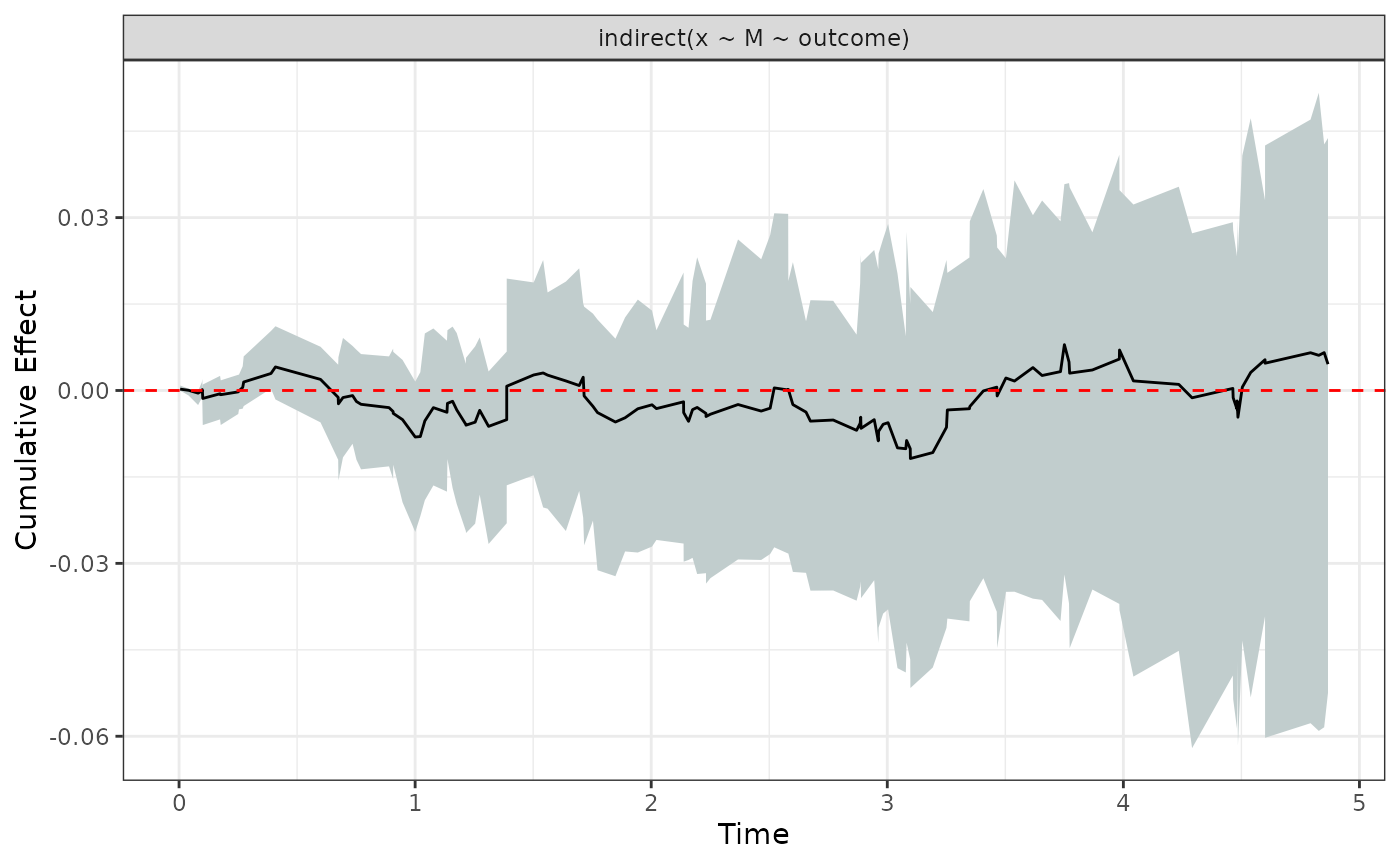 indirect(x ~ M ~ outcome)
Cumulative Effect
0.03
0.00
-0.03
-0.06
0 1 2 3 4 5
Time